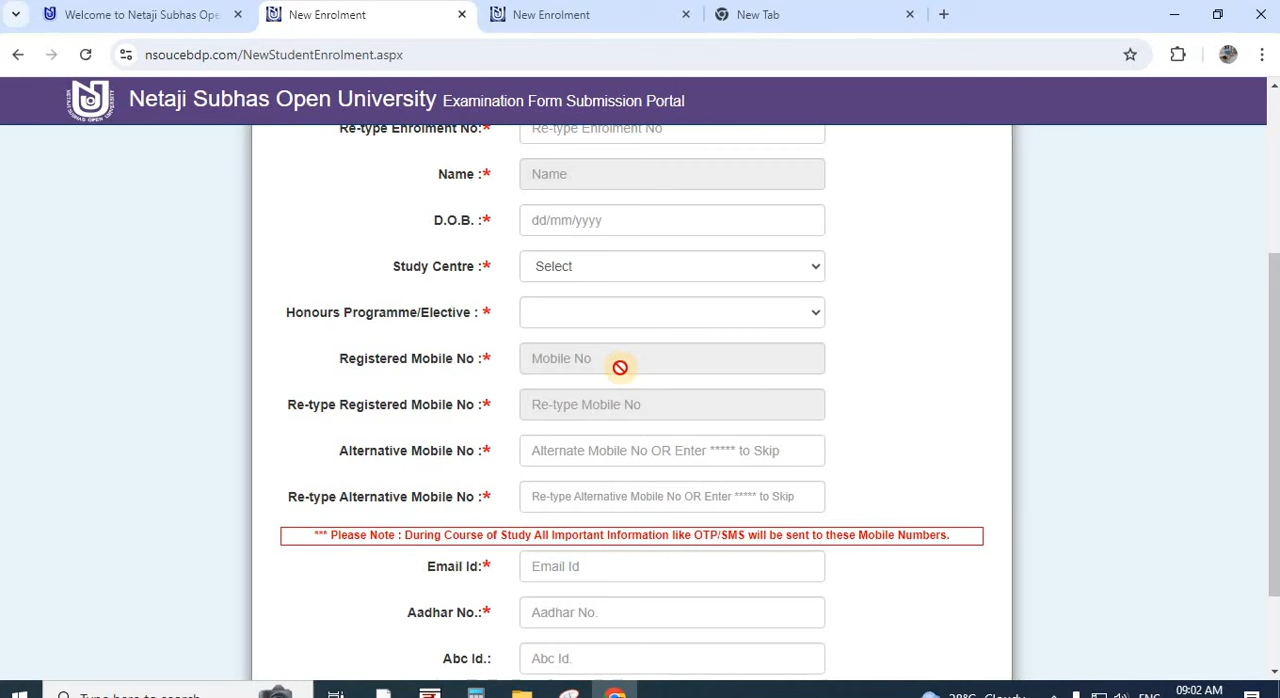 Welcome to Netaji Subhas Ope
New Enrolment
New Enrolment
New Tab
nsoucebdp.com/NewStudentEnrolment.aspx
Netaji Subhas Open University Examination Form Submission Portal
Re-type Enrolment No:* Re-type Enrolment No
Name :* Name
D.O.B. :* dd/mm/yyyy
Study Centre :* Select
Honours Programme/Elective : *
Registered Mobile No :* Mobile No
Re-type Registered Mobile No :* Re-type Mobile No
Alternative Mobile No :* Alternate Mobile No OR Enter ***** to Skip
Re-type Alternative Mobile No :* Re-type Alternative Mobile No OR Enter ***** to Skip
*** Please Note : During Course of Study All Important Information like OTP/SMS will be sent to these Mobile Numbers.
Email Id:* Email Id
Aadhar No.:* Aadhar No.
Abc Id.: Abc Id.
Type here to search
28°C Cloudy
ENG
09:02 AM